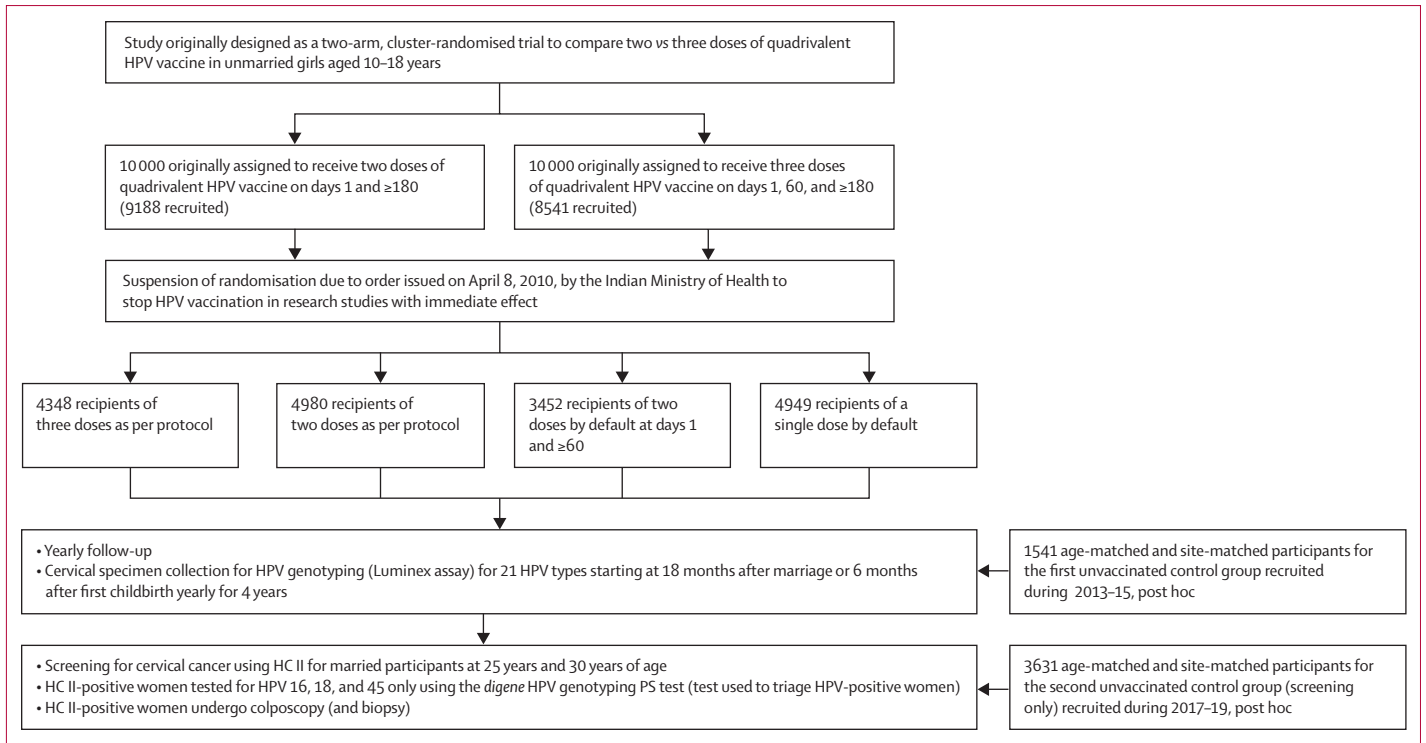 Study originally designed as a two-arm, cluster-randomised trial to compare two vs three doses of quadrivalent
HPV vaccine in unmarried girls aged 10–18 years
10 000 originally assigned to receive two doses of
quadrivalent HPV vaccine on days 1 and ≥180
(9188 recruited)
10 000 originally assigned to receive three doses
of quadrivalent HPV vaccine on days 1, 60, and ≥180
(8541 recruited)
Suspension of randomisation due to order issued on April 8, 2010, by the Indian Ministry of Health to
stop HPV vaccination in research studies with immediate effect
4348 recipients of
three doses as per protocol
4980 recipients of
two doses as per protocol
3452 recipients of two
doses by default at days 1
and ≥60
4949 recipients of a
single dose by default
• Yearly follow-up
• Cervical specimen collection for HPV genotyping (Luminex assay) for 21 HPV types starting at 18 months after marriage or 6 months
after first childbirth yearly for 4 years
1541 age-matched and site-matched participants for
the first unvaccinated control group recruited
during 2013–15, post hoc
• Screening for cervical cancer using HC II for married participants at 25 years and 30 years of age
• HC II-positive women tested for HPV 16, 18, and 45 only using the digene HPV genotyping PS test (test used to triage HPV-positive women)
• HC II-positive women undergo colposcopy (and biopsy)
3631 age-matched and site-matched participants for
the second unvaccinated control group (screening
only) recruited during 2017–19, post hoc